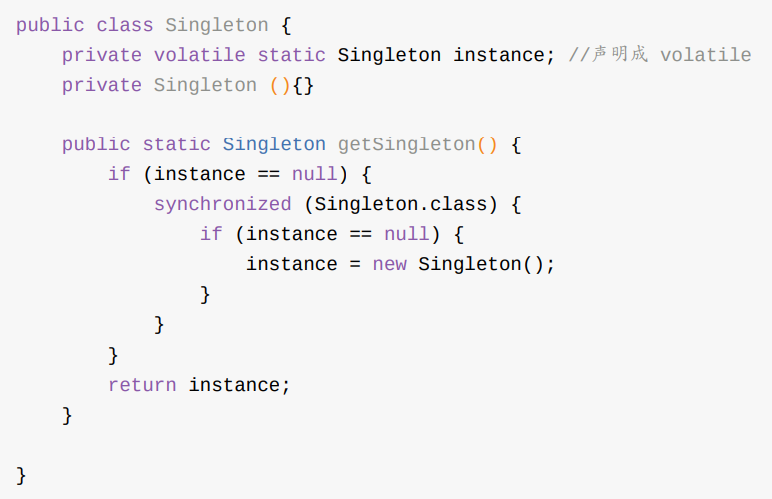 public class Singleton {
    private volatile static Singleton instance; //声明成 volatile
    private Singleton (){}
    public static Singleton getSingleton() {
        if (instance == null) {
            synchronized (Singleton.class) {
                if (instance == null) {
                    instance = new Singleton();
                }
            }
        }
        return instance;
    }
}